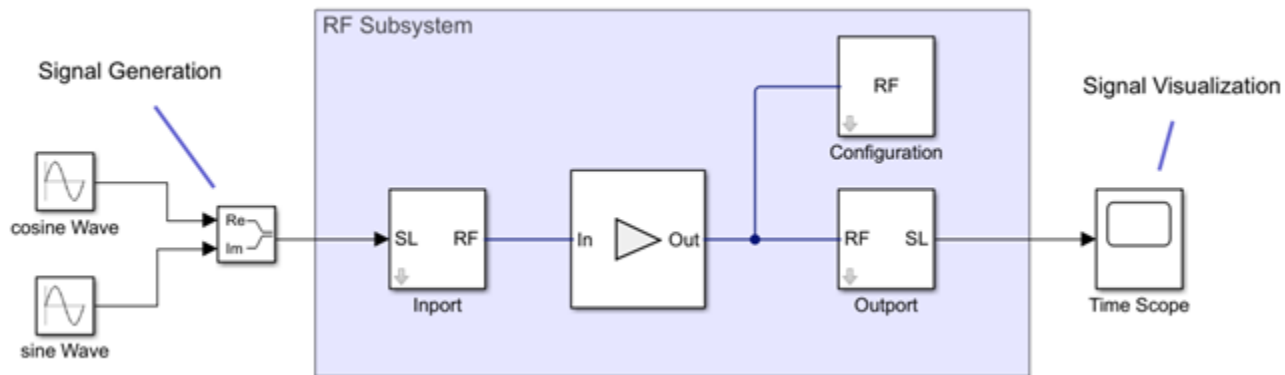 RF Subsystem
Signal Generation
Signal Visualization
RF
Configuration
cosine Wave
Re
Im
SL RF
Inport
In Out
RF SL
Outport
Time Scope
sine Wave